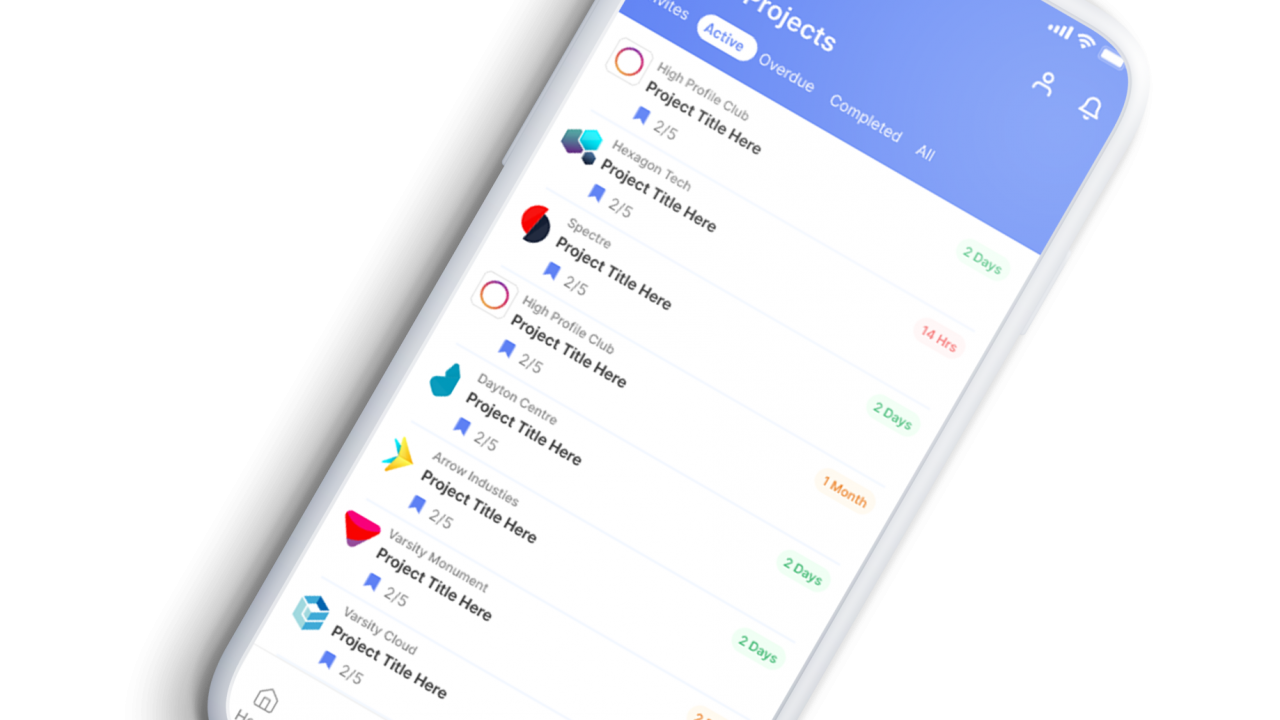 Projects
Active
Overdue
Completed
All
High Profile Club
Project Title Here
2/5
2 Days
Hexagon Tech
Project Title Here
2/5
14 Hrs
Spectre
Project Title Here
2/5
2 Days
High Profile Club
Project Title Here
2/5
1 Month
Dayton Centre
Project Title Here
2/5
2 Days
Arrow Industies
Project Title Here
2/5
2 Days
Varsity Monument
Project Title Here
2/5
Varsity Cloud
Project Title Here
2/5